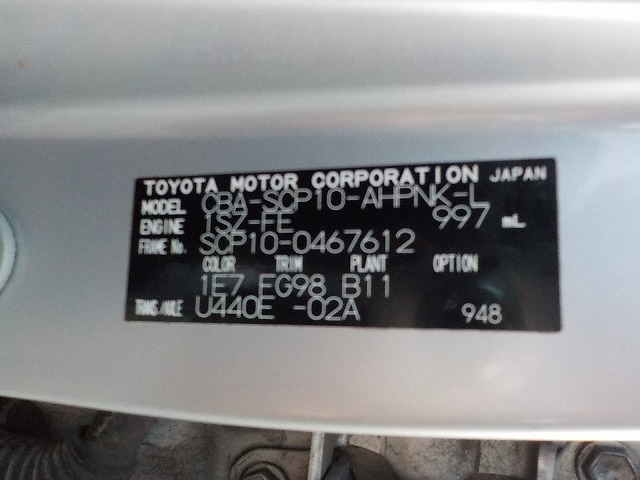 TOYOTA MOTOR CORPORATION JAPAN
MODEL CBA-SCP10-AHPNK-L
ENGINE 1SZ-FE 997 mL
FRAME No. SCP10-0467612
COLOR TRIM PLANT OPTION
1E7 EG98 B11
TRANS/AXLE U440E -02A 948